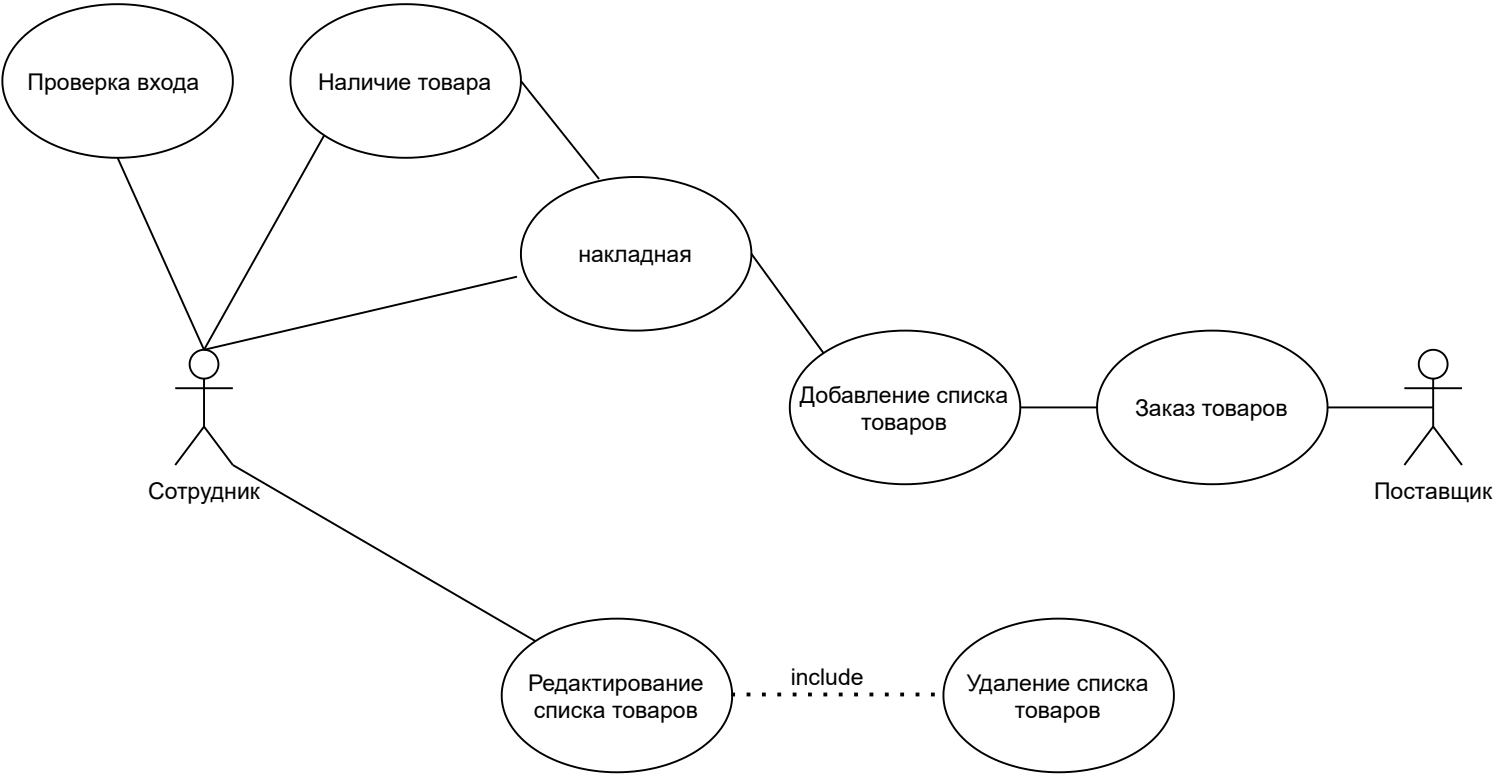 Проверка входа
Наличие товара
накладная
Добавление списка
товаров
Заказ товаров
Сотрудник
Поставщик
Редактирование
списка товаров
include
Удаление списка
товаров